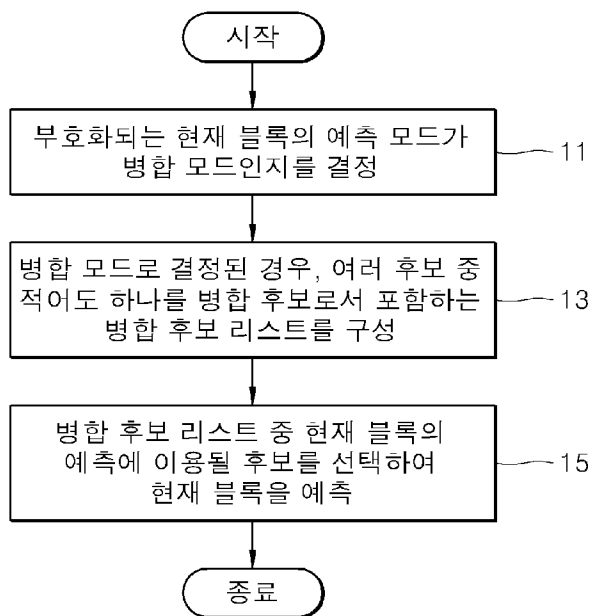 시작
부호화되는 현재 블록의 예측 모드가
병합 모드인지를 결정
11
병합 모드로 결정된 경우, 여러 후보 중
적어도 하나를 병합 후보로서 포함하는
병합 후보 리스트를 구성
13
병합 후보 리스트 중 현재 블록의
예측에 이용될 후보를 선택하여
현재 블록을 예측
15
종료